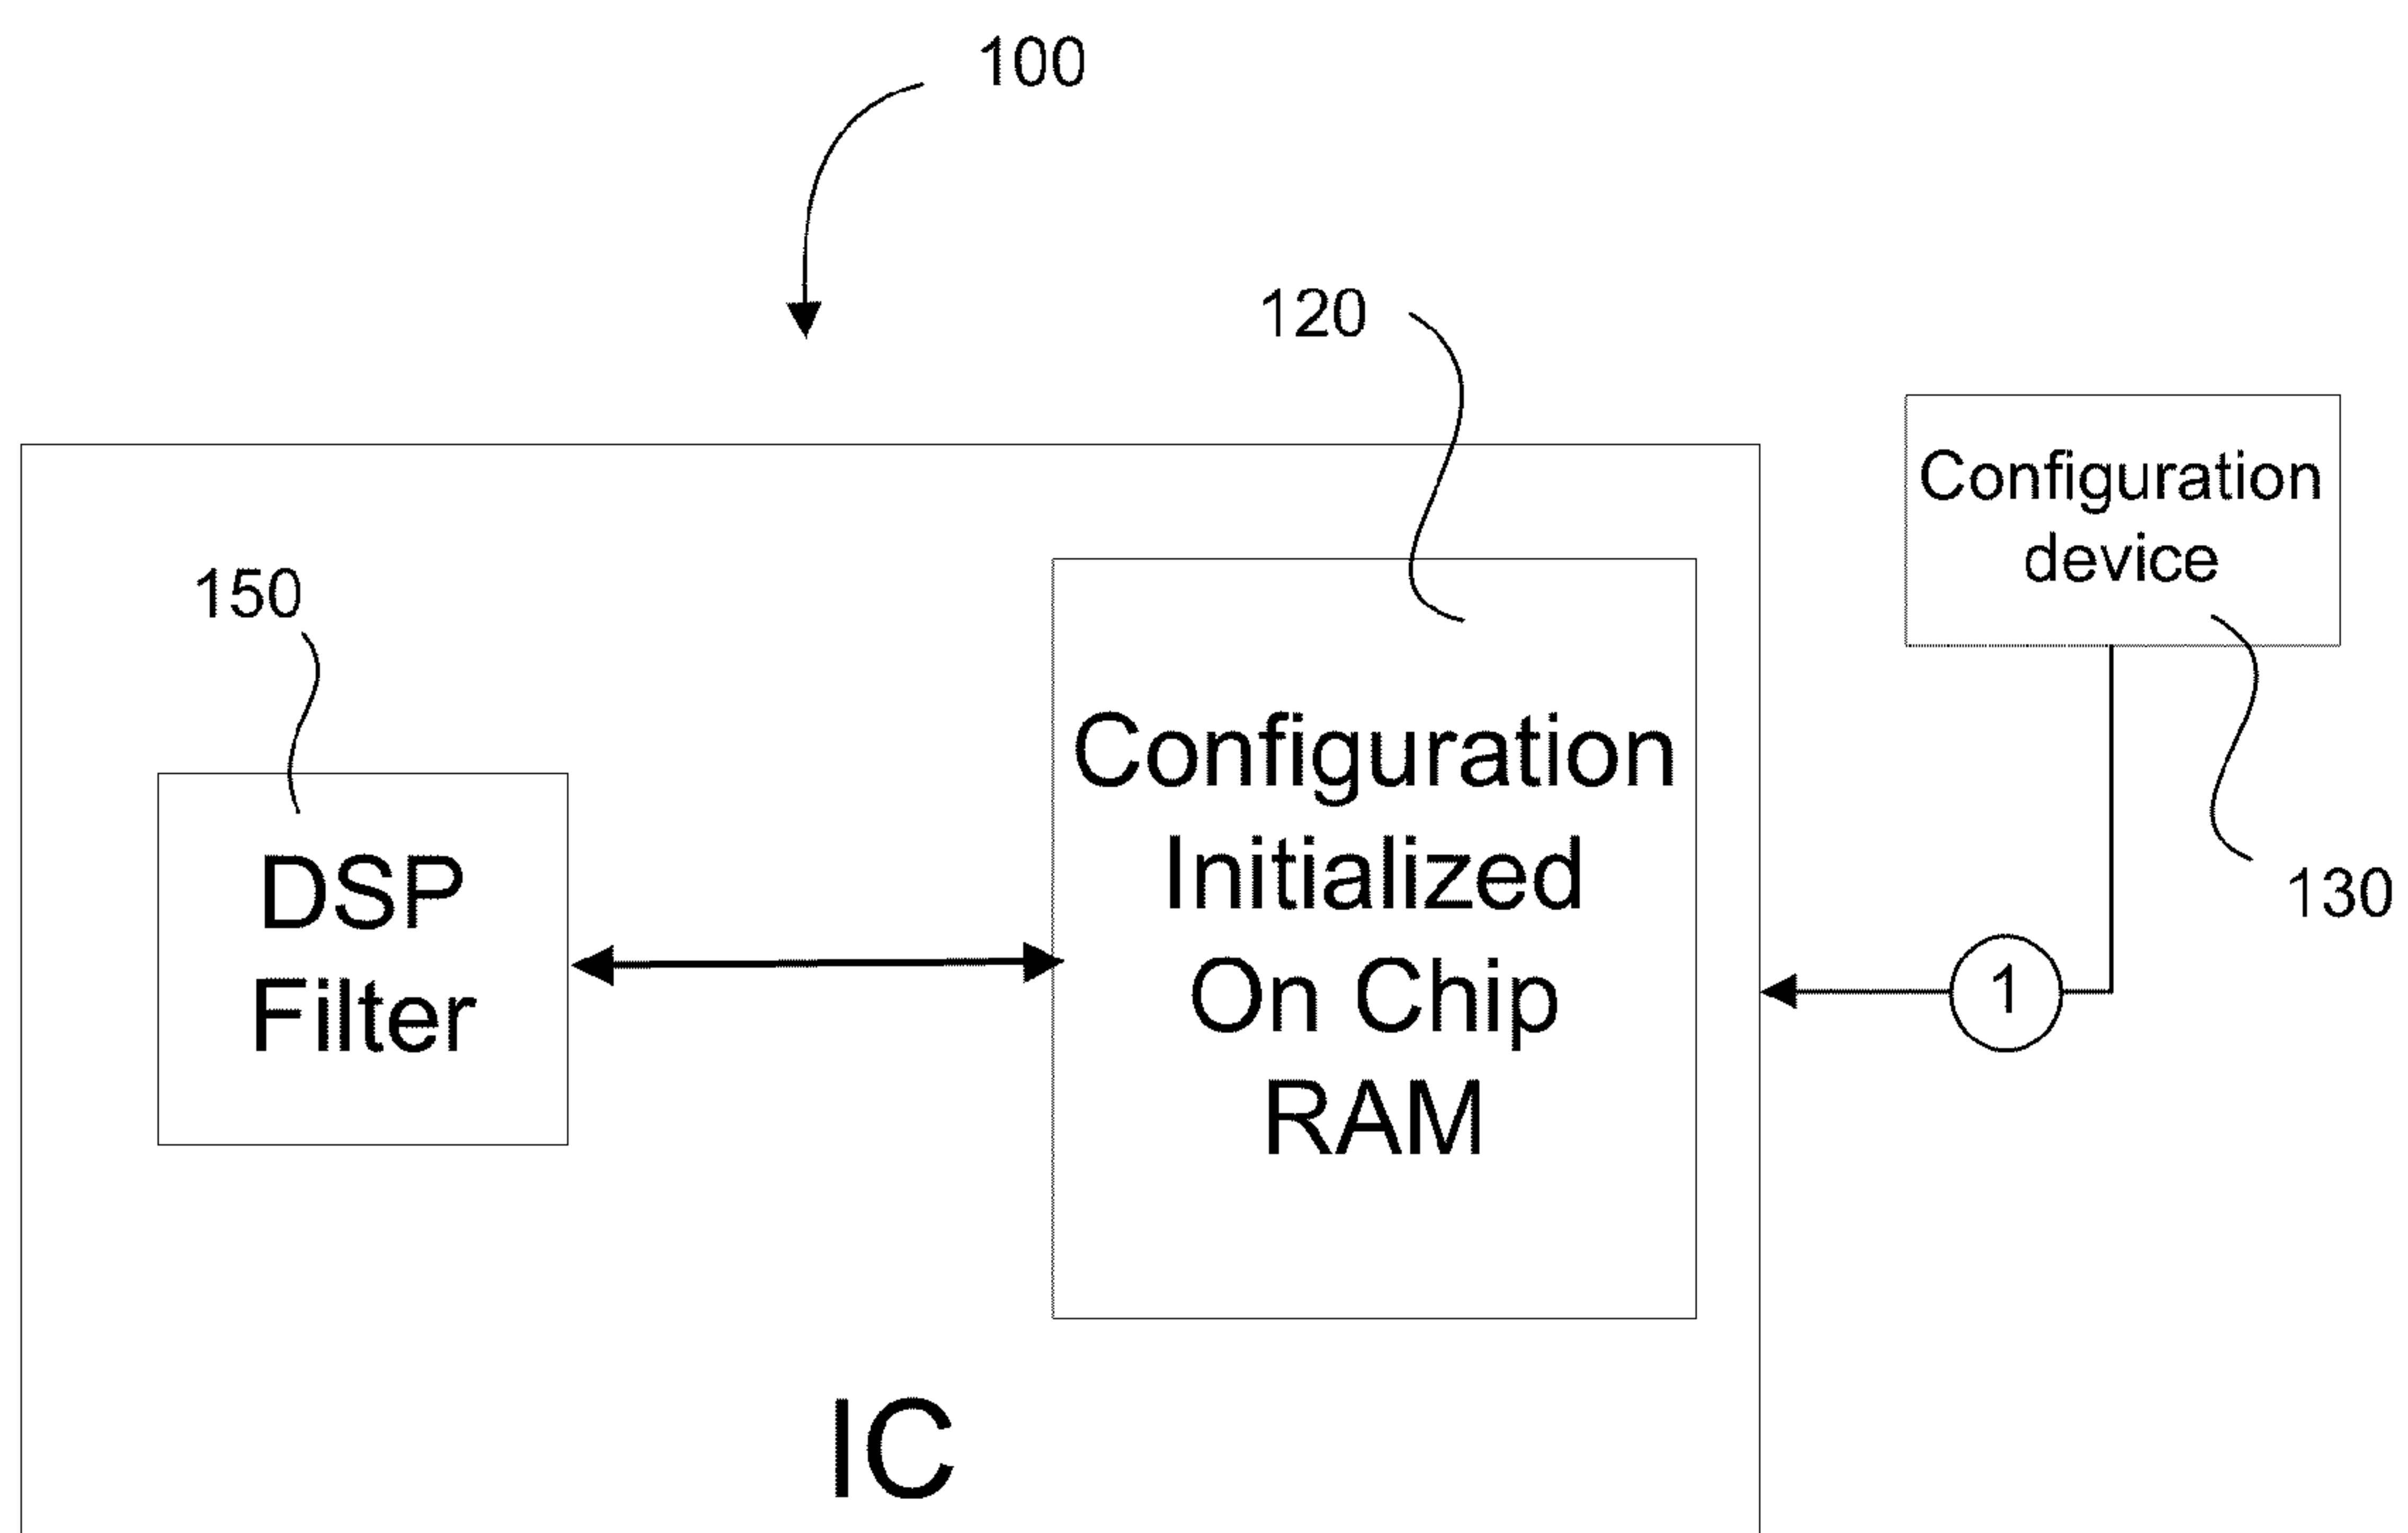 100
120
Configuration
device
150
Configuration
Initialized
On Chip
RAM
DSP
Filter
130
1
IC